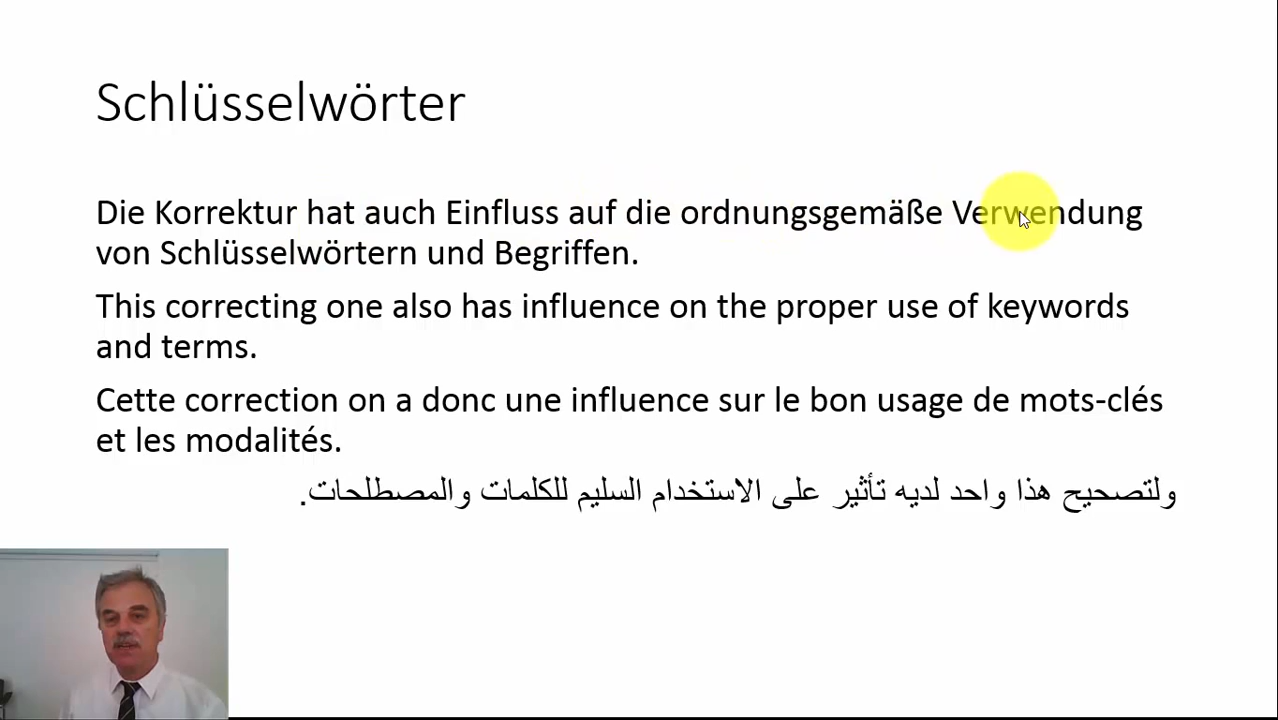 Schlüsselwörter
Die Korrektur hat auch Einfluss auf die ordnungsgemäße Verwendung
von Schlüsselwörtern und Begriffen.
This correcting one also has influence on the proper use of keywords
and terms.
Cette correction on a donc une influence sur le bon usage de mots-clés
et les modalités.
ولتصحيح هذا واحد لديه تأثير على الاستخدام السليم للكلمات والمصطلحات.